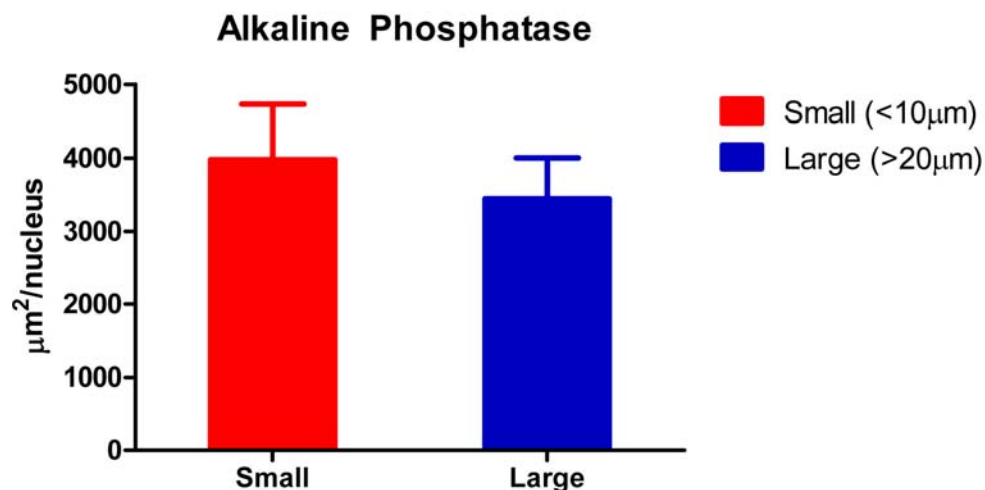 Alkaline Phosphatase
5000
4000
3000
2000
1000
0
μm²/nucleus
Small
Large
Small (<10μm)
Large (>20μm)